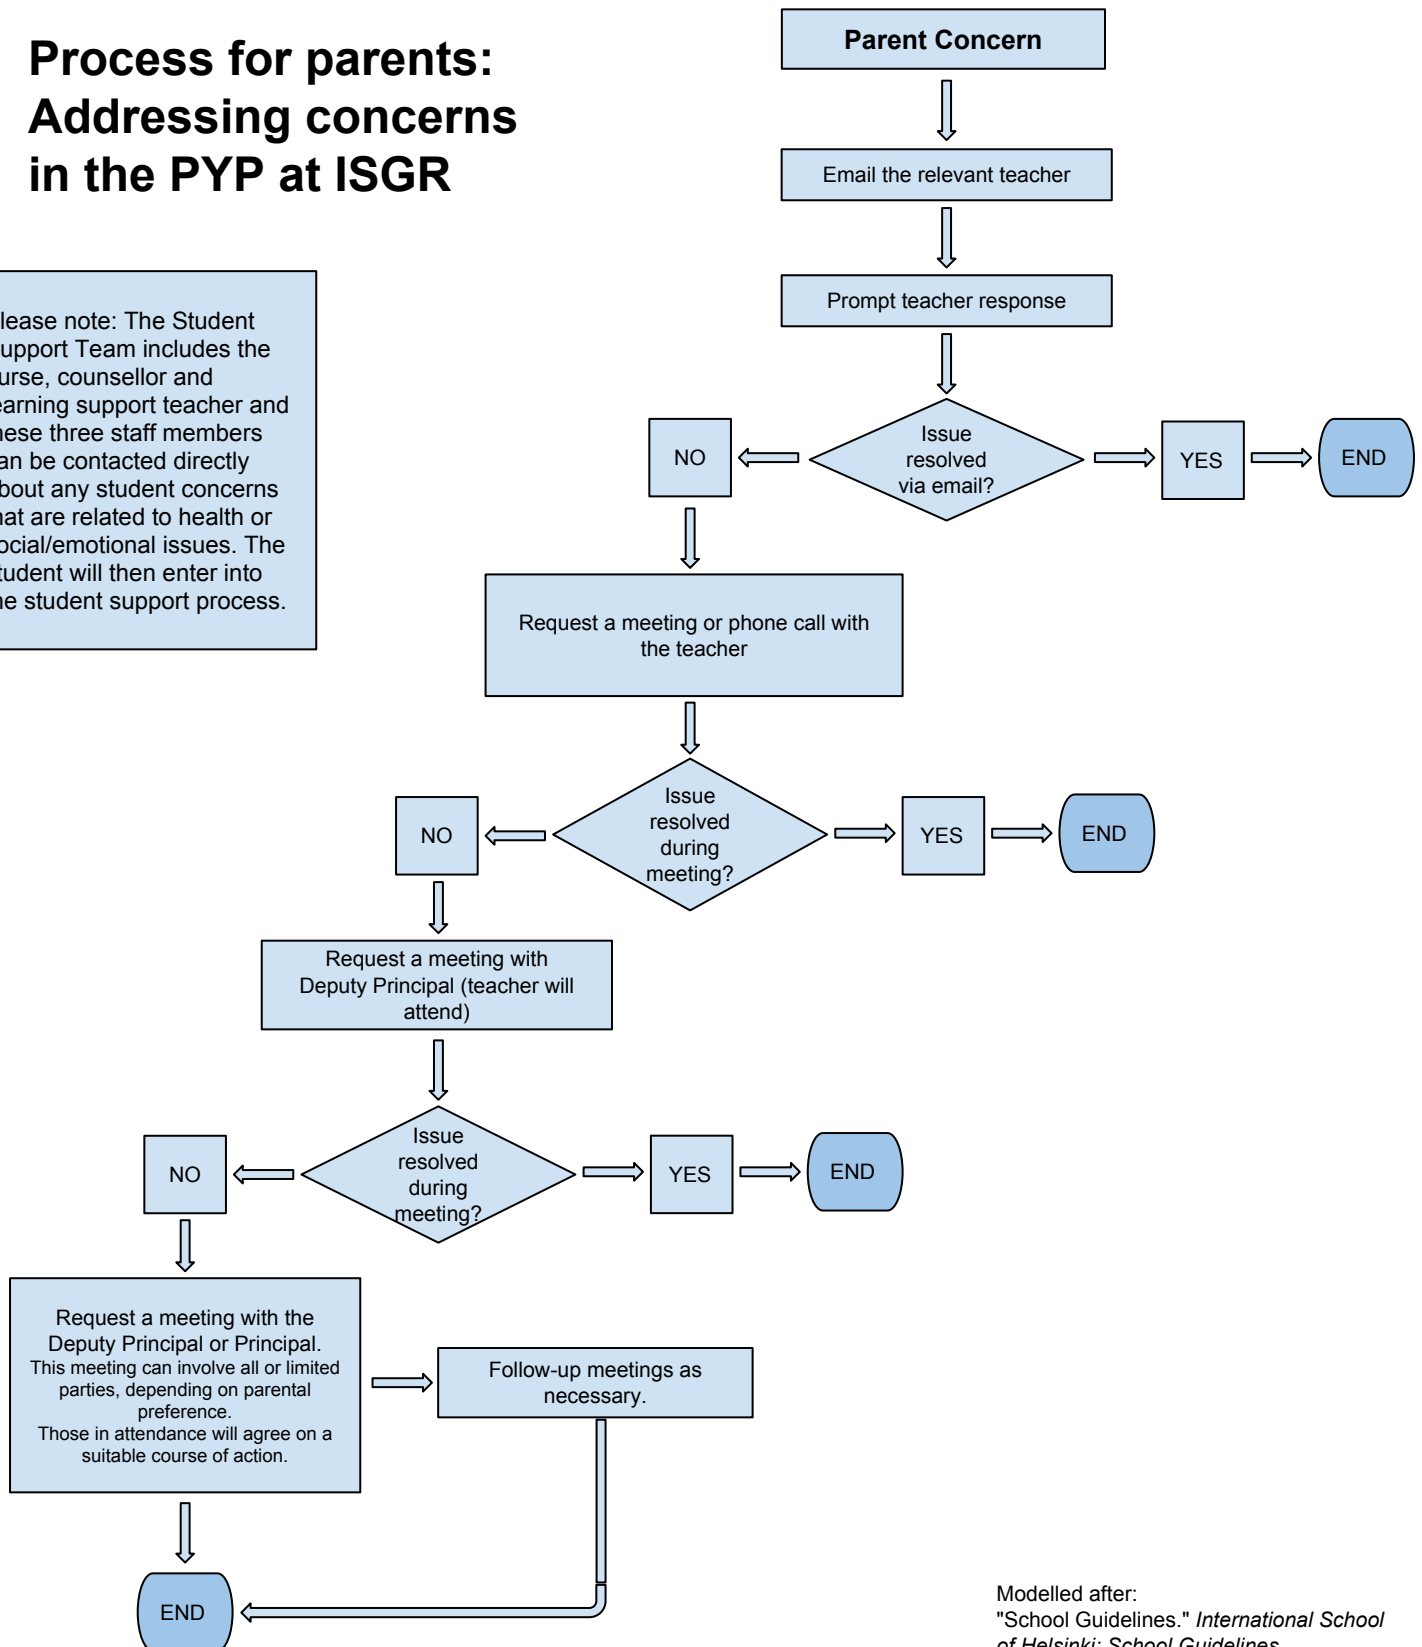 Process for parents:
Addressing concerns
in the PYP at ISGR
Parent Concern
Email the relevant teacher
Prompt teacher response
lease note: The Student
upport Team includes the
urse, counsellor and
earning support teacher and
hese three staff members
an be contacted directly
bout any student concerns
hat are related to health or
ocial/emotional issues. The
tudent will then enter into
he student support process.
Issue
resolved
via email?
NO
YES
END
Request a meeting or phone call with
the teacher
Issue
resolved
during
meeting?
NO
YES
END
Request a meeting with
Deputy Principal (teacher will
attend)
Issue
resolved
during
meeting?
NO
YES
END
Request a meeting with the
Deputy Principal or Principal.
This meeting can involve all or limited
parties, depending on parental
preference.
Those in attendance will agree on a
suitable course of action.
Follow-up meetings as
necessary.
END
Modelled after:
"School Guidelines." International School
of Helsinki: School Guidelines